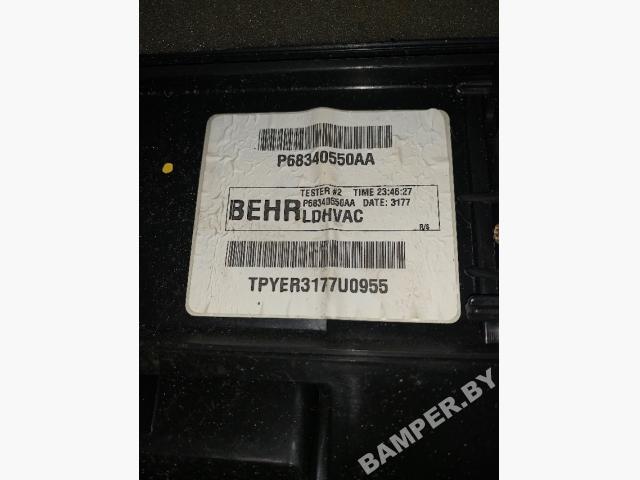 P68340550AA
TESTER #2 TIME 23:46:27
BEHR P68340550AA DATE: 3177
LDHVAC
R/S
TPYER3177U0955
BAMPER.BY